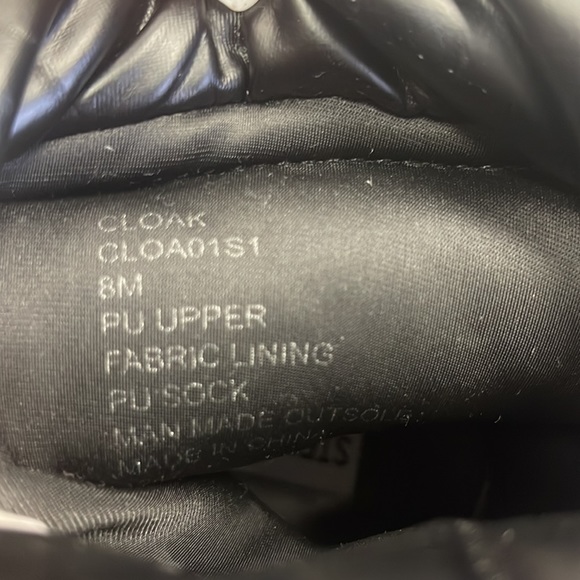 CLOAK
CLOA01S1
8M
PU UPPER
FABRIC LINING
PU SOCK
MAN MADE OUTSOLE
MADE IN CHINA